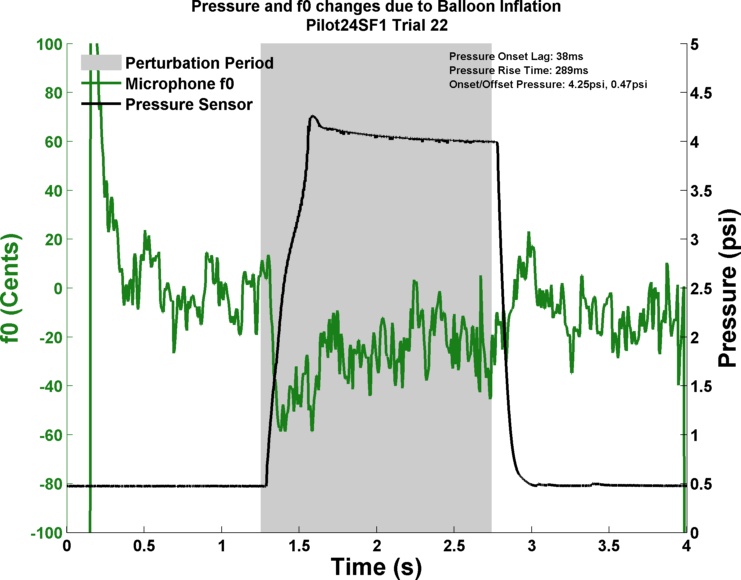 Pressure and f0 changes due to Balloon Inflation
Pilot24SF1 Trial 22
Perturbation Period
Microphone f0
Pressure Sensor
Pressure Onset Lag: 38ms
Pressure Rise Time: 289ms
Onset/Offset Pressure: 4.25psi, 0.47psi
f0 (Cents)
100
80
60
40
20
0
-20
-40
-60
-80
-100
Pressure (psi)
5
4.5
4
3.5
3
2.5
2
1.5
1
0.5
0
0 0.5 1 1.5 2 2.5 3 3.5 4
Time (s)